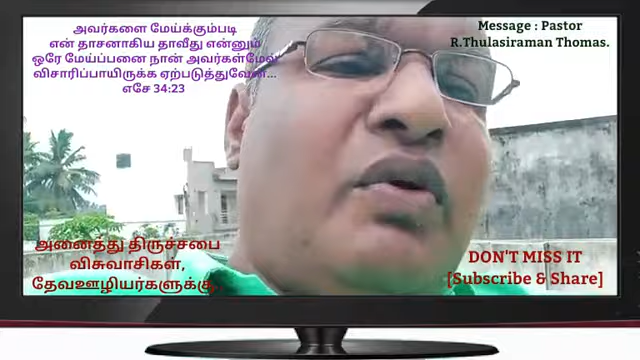 அவர்களை மேய்க்கும்படி
என் தாசனாகிய தாவீது என்னும்
ஒரே மேய்ப்பனை நான் அவர்கள்மேல்
விசாரிப்பாயிருக்க ஏற்படுத்துவேன்...
எசே 34:23
Message : Pastor
R.Thulasiraman Thomas.
அனைத்து திருச்சபை
விசுவாசிகள்,
தேவஊழியர்களுக்கு
DON'T MISS IT
[Subscribe & Share]